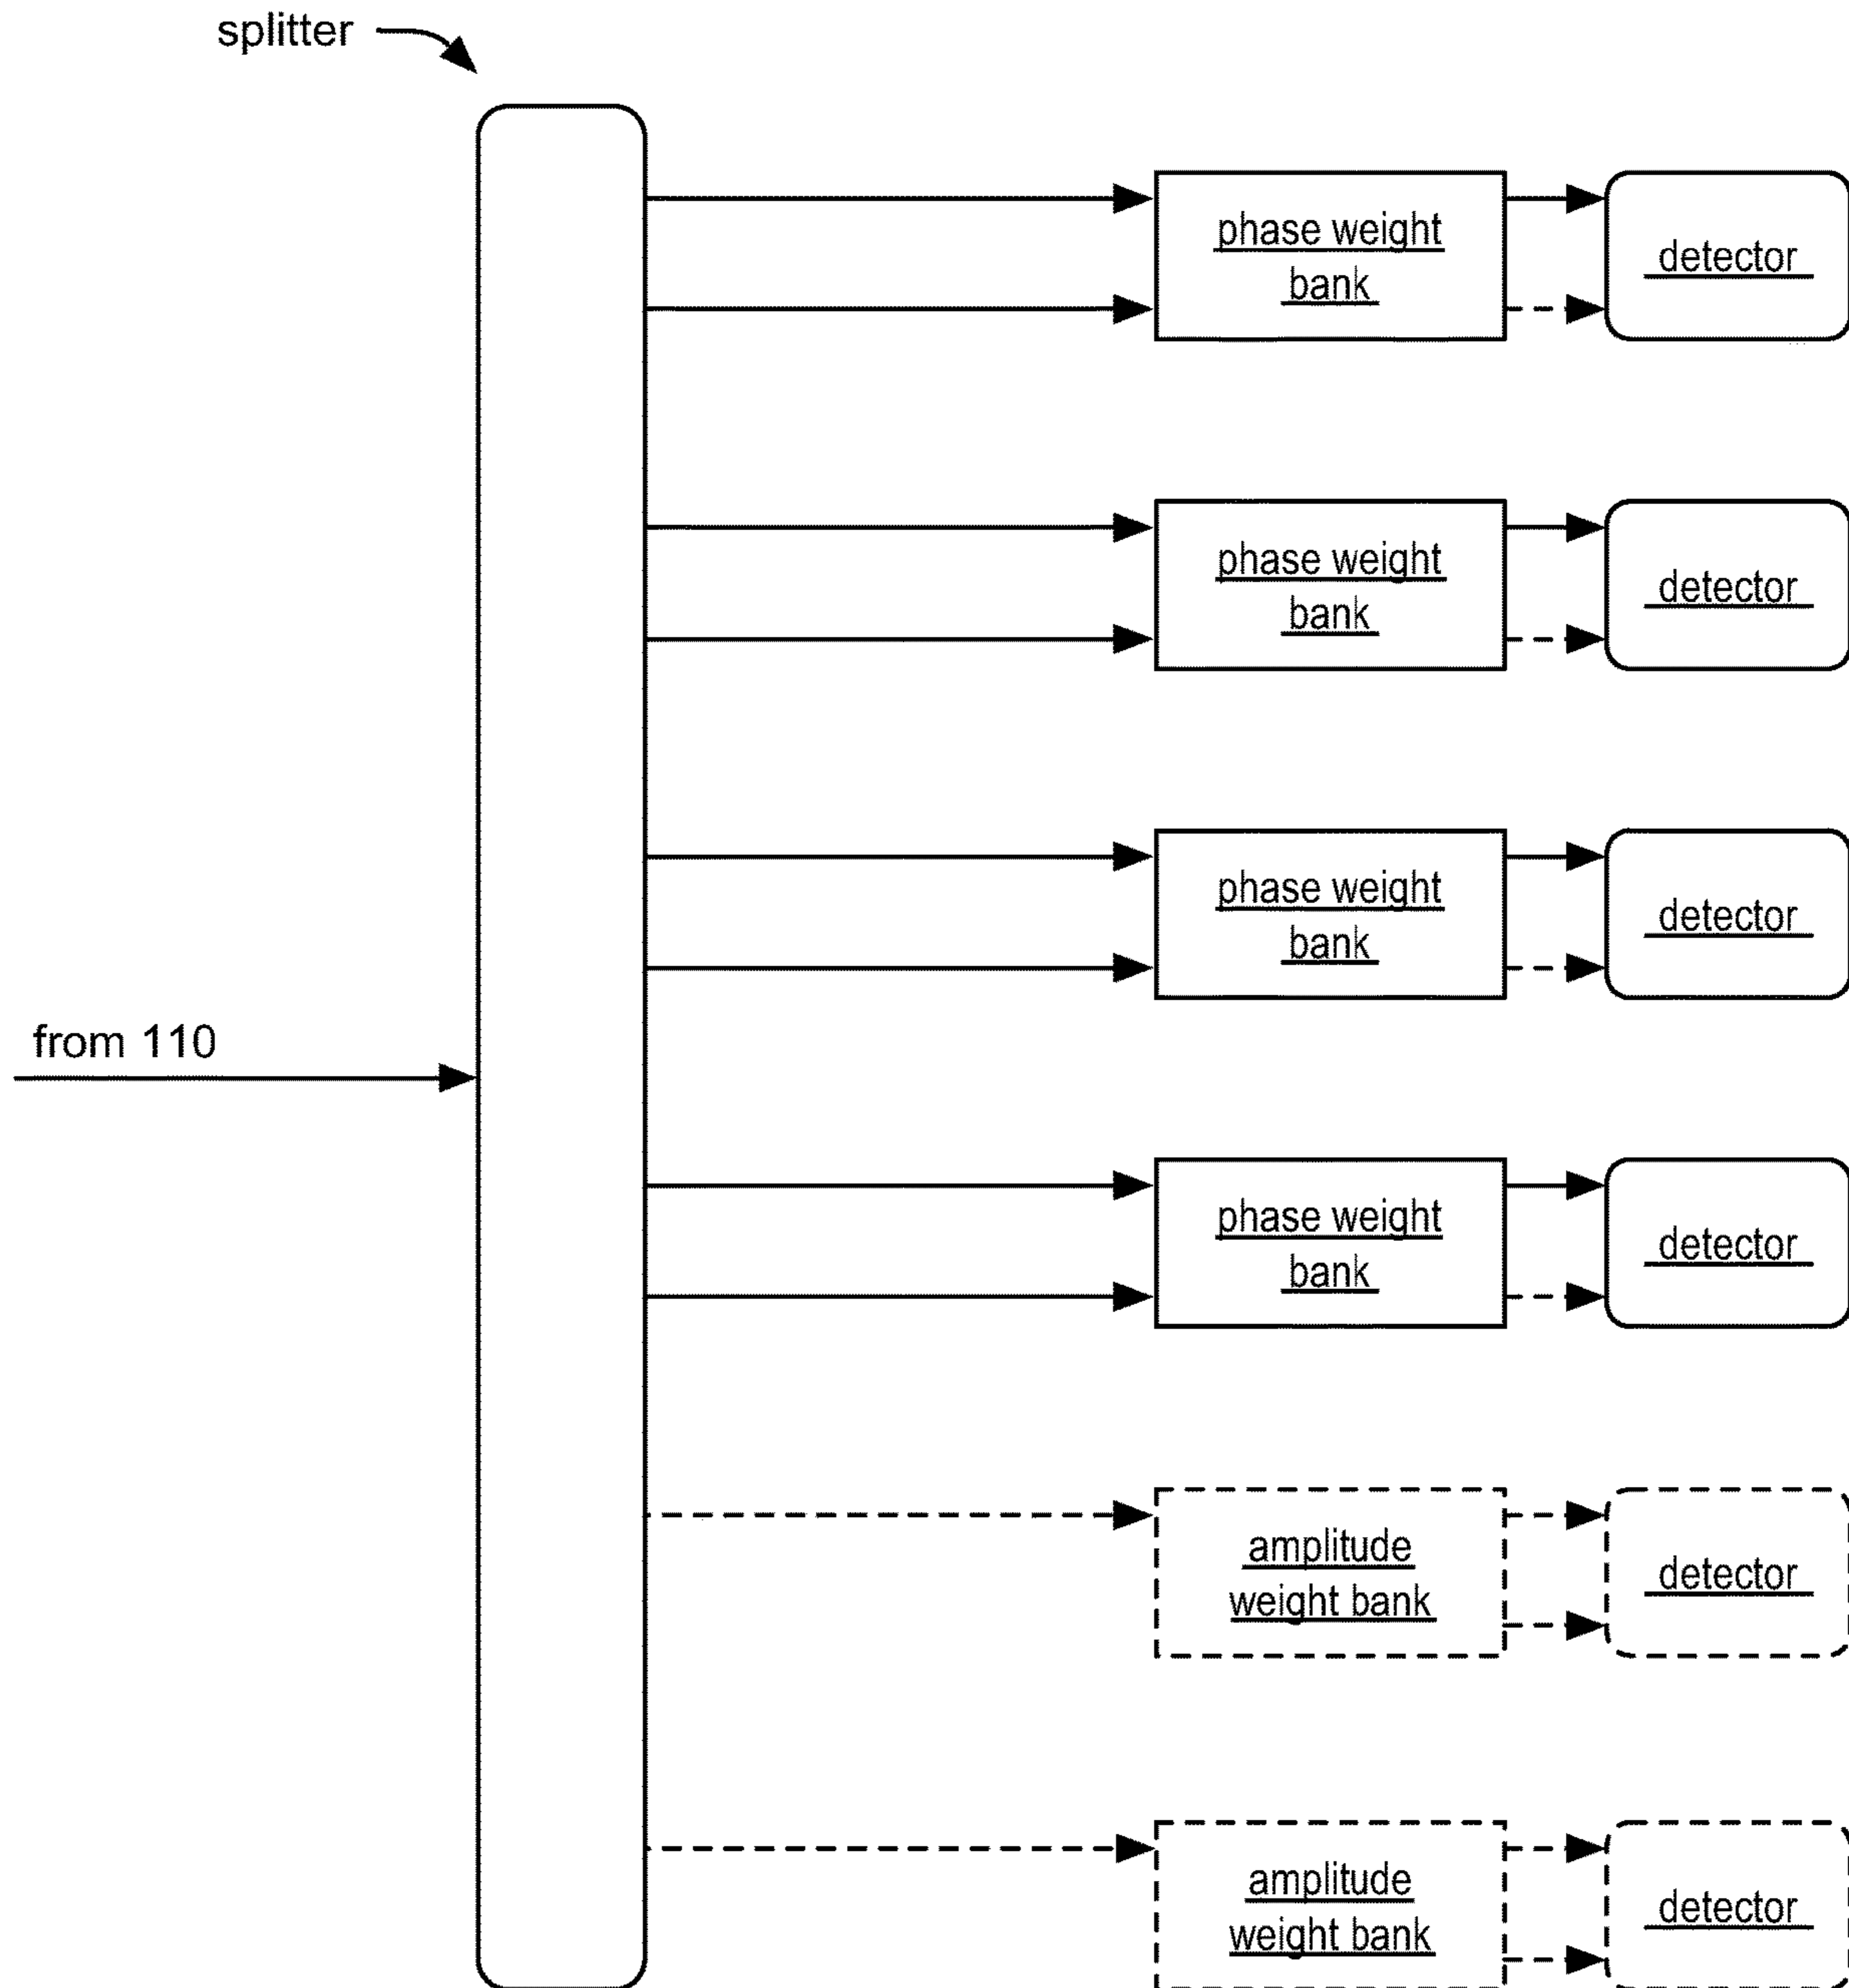 splitter
phase weight
bank
detector
phase weight
bank
detector
phase weight
bank
detector
from 110
phase weight
bank
detector
amplitude
weight bank
detector
amplitude
weight bank
detector